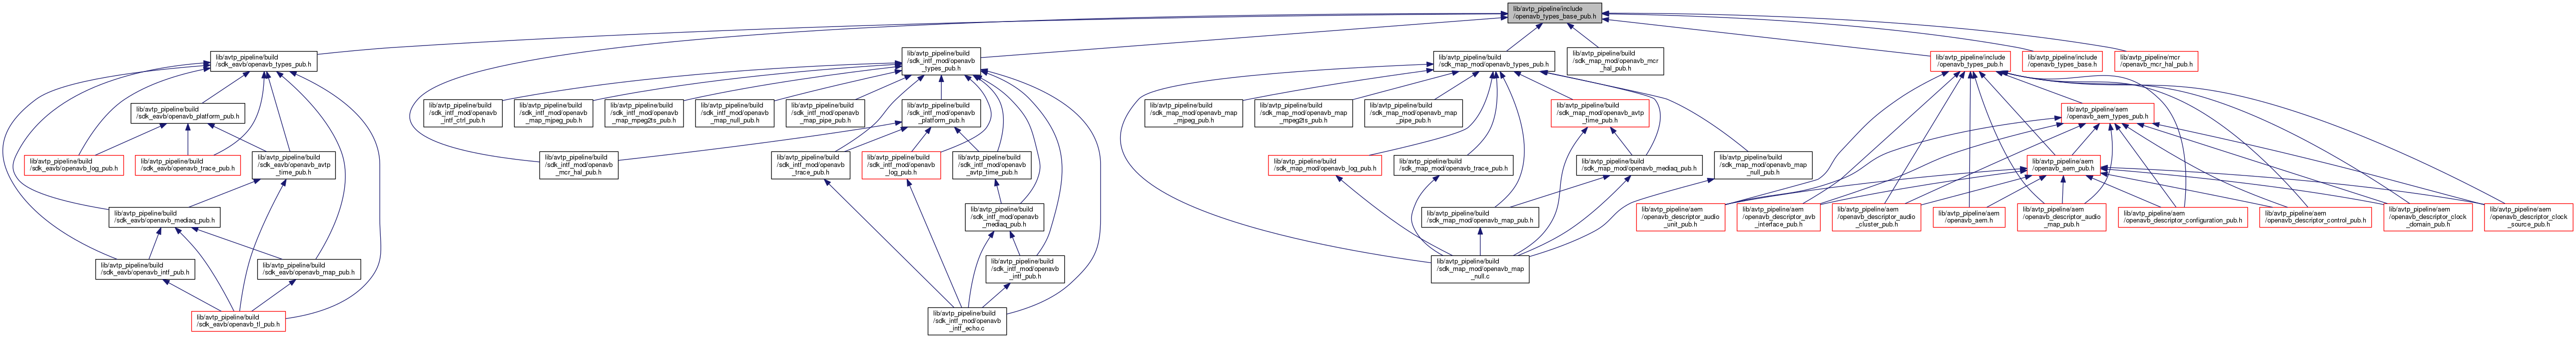 lib/avtp_pipeline/include
/openavb_types_base_pub.h
lib/avtp_pipeline/build
/sdk_eavb/openavb_types_pub.h
lib/avtp_pipeline/build
/sdk_intf_mod/openavb
_types_pub.h
lib/avtp_pipeline/build
/sdk_map_mod/openavb_types_pub.h
lib/avtp_pipeline/build
/sdk_map_mod/openavb_mcr
_hal_pub.h
lib/avtp_pipeline/include
/openavb_types_pub.h
lib/avtp_pipeline/include
/openavb_types_base.h
lib/avtp_pipeline/mcr
/openavb_mcr_hal_pub.h
lib/avtp_pipeline/build
/sdk_eavb/openavb_platform_pub.h
lib/avtp_pipeline/build
/sdk_intf_mod/openavb
_intf_ctrl_pub.h
lib/avtp_pipeline/build
/sdk_intf_mod/openavb
_map_mjpeg_pub.h
lib/avtp_pipeline/build
/sdk_intf_mod/openavb
_map_mpeg2ts_pub.h
lib/avtp_pipeline/build
/sdk_intf_mod/openavb
_map_null_pub.h
lib/avtp_pipeline/build
/sdk_intf_mod/openavb
_map_pipe_pub.h
lib/avtp_pipeline/build
/sdk_intf_mod/openavb
_platform_pub.h
lib/avtp_pipeline/build
/sdk_map_mod/openavb_map
_mjpeg_pub.h
lib/avtp_pipeline/build
/sdk_map_mod/openavb_map
_mpeg2ts_pub.h
lib/avtp_pipeline/build
/sdk_map_mod/openavb_map
_pipe_pub.h
lib/avtp_pipeline/build
/sdk_map_mod/openavb_avtp
_time_pub.h
lib/avtp_pipeline/aem
/openavb_aem_types_pub.h
lib/avtp_pipeline/build
/sdk_eavb/openavb_log_pub.h
lib/avtp_pipeline/build
/sdk_eavb/openavb_trace_pub.h
lib/avtp_pipeline/build
/sdk_eavb/openavb_avtp
_time_pub.h
lib/avtp_pipeline/build
/sdk_intf_mod/openavb
_mcr_hal_pub.h
lib/avtp_pipeline/build
/sdk_intf_mod/openavb
_trace_pub.h
lib/avtp_pipeline/build
/sdk_intf_mod/openavb
_log_pub.h
lib/avtp_pipeline/build
/sdk_intf_mod/openavb
_avtp_time_pub.h
lib/avtp_pipeline/build
/sdk_map_mod/openavb_log_pub.h
lib/avtp_pipeline/build
/sdk_map_mod/openavb_trace_pub.h
lib/avtp_pipeline/build
/sdk_map_mod/openavb_mediaq_pub.h
lib/avtp_pipeline/build
/sdk_map_mod/openavb_map
_null_pub.h
lib/avtp_pipeline/aem
/openavb_aem_pub.h
lib/avtp_pipeline/build
/sdk_eavb/openavb_mediaq_pub.h
lib/avtp_pipeline/build
/sdk_intf_mod/openavb
_mediaq_pub.h
lib/avtp_pipeline/build
/sdk_map_mod/openavb_map_pub.h
lib/avtp_pipeline/aem
/openavb_descriptor_audio
_unit_pub.h
lib/avtp_pipeline/aem
/openavb_descriptor_avb
_interface_pub.h
lib/avtp_pipeline/aem
/openavb_descriptor_audio
_cluster_pub.h
lib/avtp_pipeline/aem
/openavb_aem.h
lib/avtp_pipeline/aem
/openavb_descriptor_audio
_map_pub.h
lib/avtp_pipeline/aem
/openavb_descriptor_configuration_pub.h
lib/avtp_pipeline/aem
/openavb_descriptor_control_pub.h
lib/avtp_pipeline/aem
/openavb_descriptor_clock
_domain_pub.h
lib/avtp_pipeline/aem
/openavb_descriptor_clock
_source_pub.h
lib/avtp_pipeline/build
/sdk_eavb/openavb_intf_pub.h
lib/avtp_pipeline/build
/sdk_eavb/openavb_map_pub.h
lib/avtp_pipeline/build
/sdk_intf_mod/openavb
_intf_pub.h
lib/avtp_pipeline/build
/sdk_map_mod/openavb_map
_null.c
lib/avtp_pipeline/build
/sdk_eavb/openavb_tl_pub.h
lib/avtp_pipeline/build
/sdk_intf_mod/openavb
_intf_echo.c